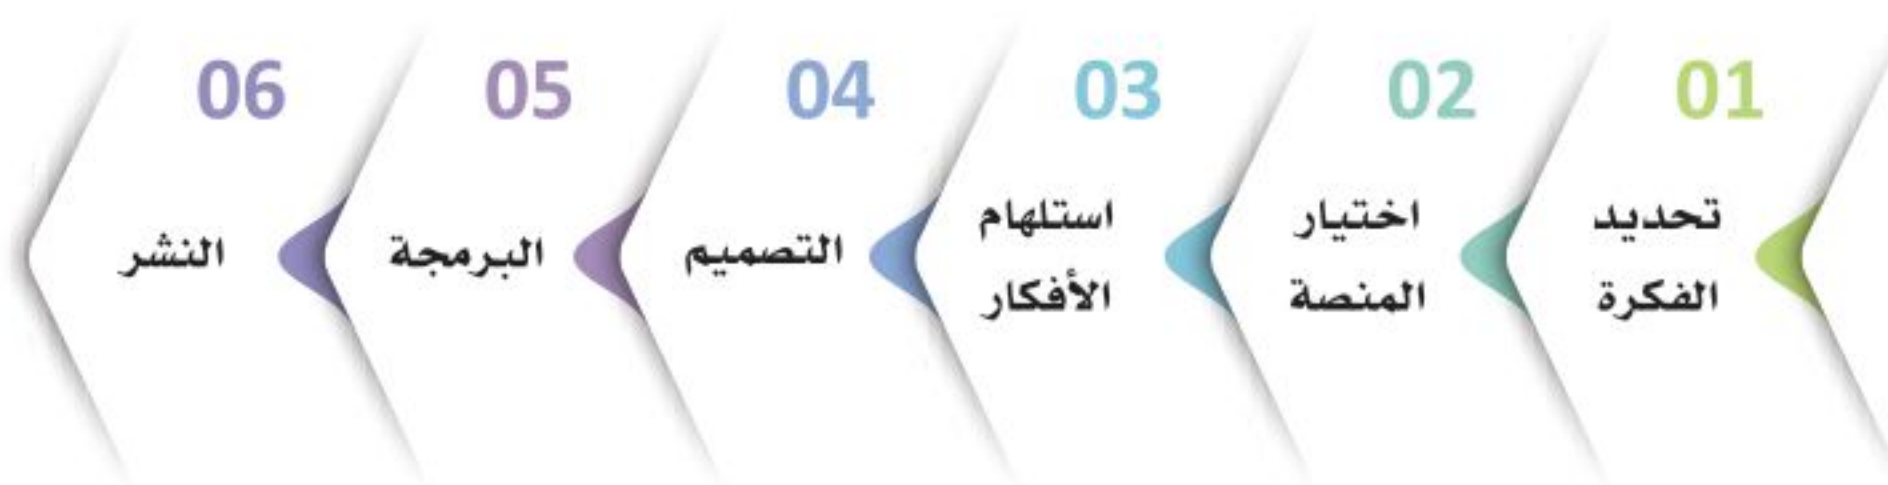 01
تحديد
الفكرة
02
اختيار
المنصة
03
استلهام
الأفكار
04
التصميم
05
البرمجة
06
النشر